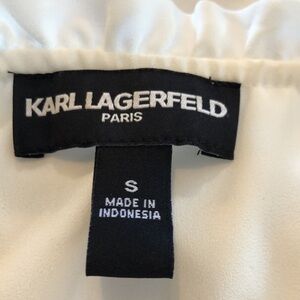 KARL LAGERFELD
PARIS
S
MADE IN
INDONESIA